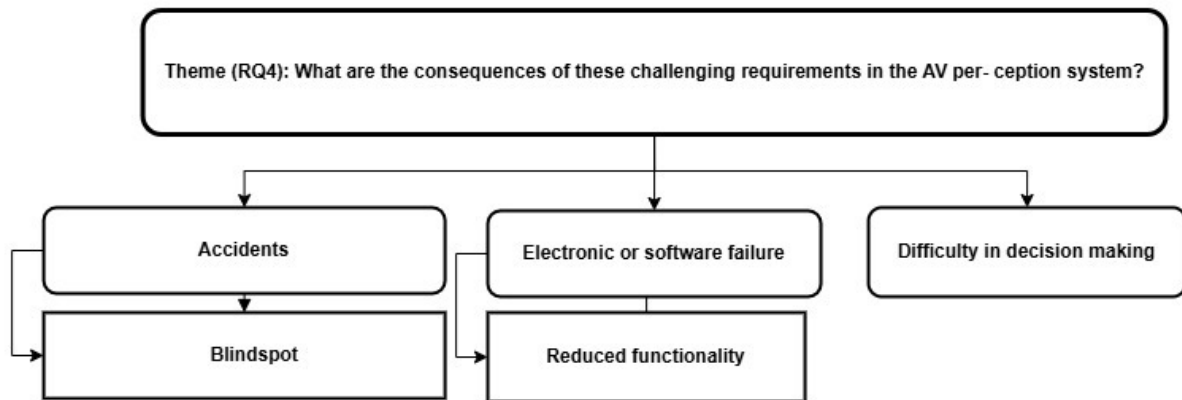 Theme (RQ4): What are the consequences of these challenging requirements in the AV per- ception system?
Accidents
Electronic or software failure
Difficulty in decision making
Blindspot
Reduced functionality